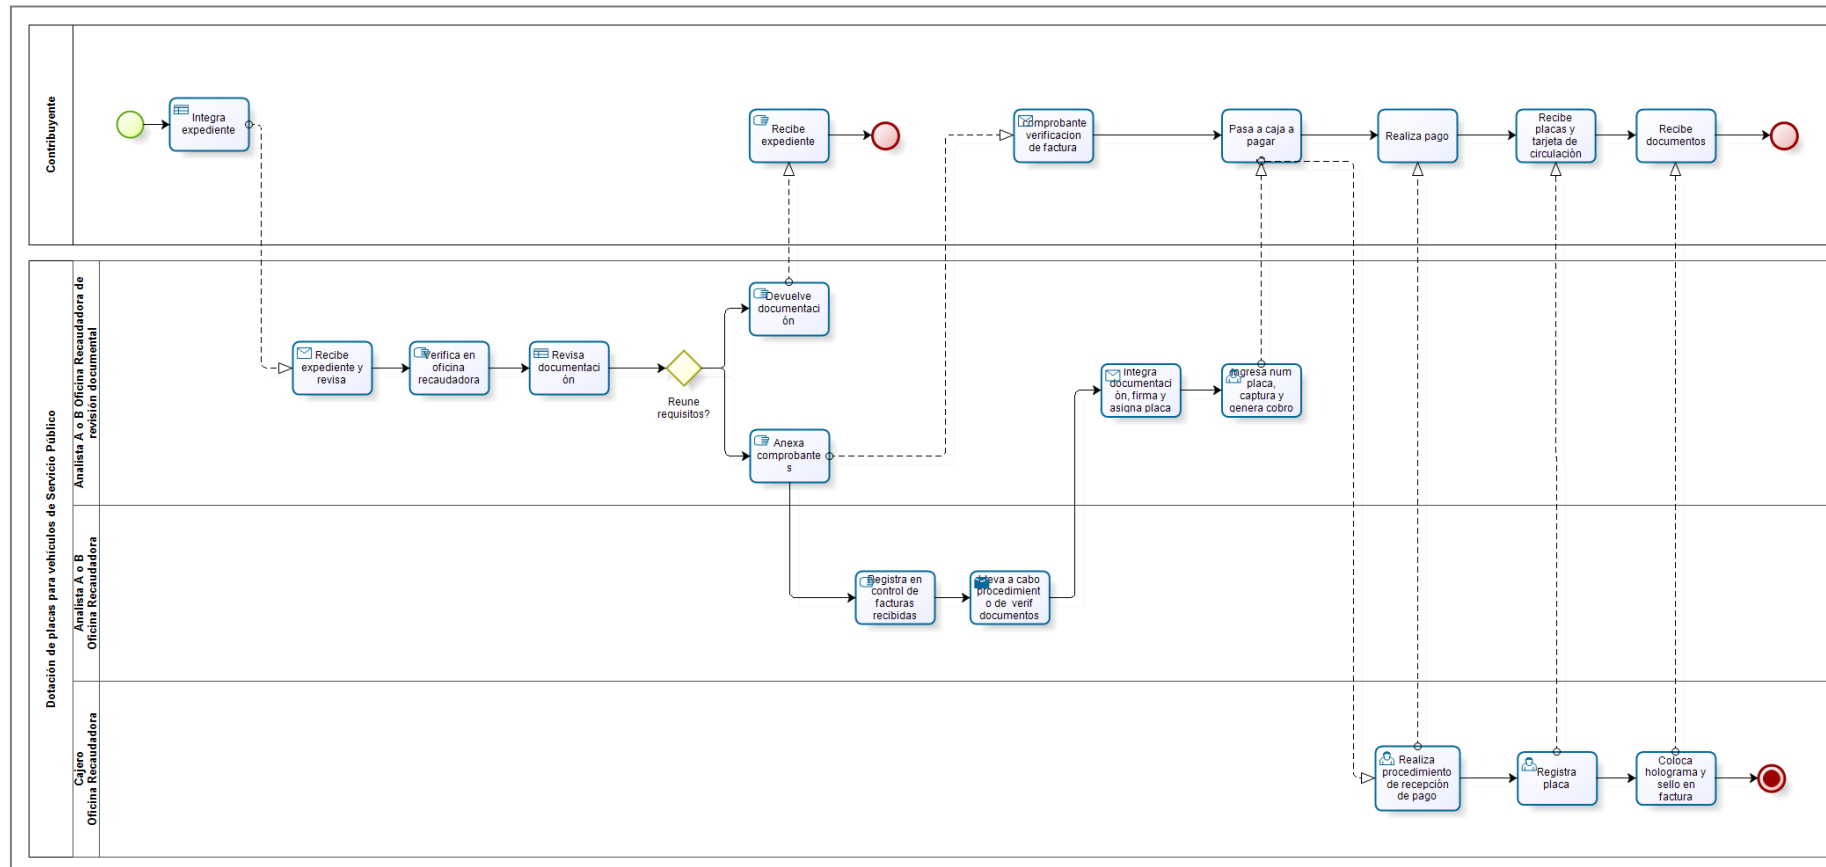 Contribuyente
Integra
expediente
Recibe
expediente
omprobante
verificacion
de factura
Pasa a caja a
pagar
Realiza pago
Recibe
placas y
tarjeta de
circulación
Recibe
documentos
Dotación de placas para vehículos de Servicio Público
Analista A o B Oficina Recaudadora de
revisión documental
Recibe
expediente y
revisa
Verifica en
oficina
recaudadora
Revisa
documentaci
ón
Reune
requisitos?
Devuelve
documentaci
ón
Anexa
comprobante
s
Integra
documentaci
ón, firma y
asigna placa
Ingresa num
placa,
captura y
genera cobro
Analista A o B
Oficina Recaudadora
Registra en
control de
facturas
recibidas
Lleva a cabo
procedimient
o de verif
documentos
Cajero
Oficina Recaudadora
Realiza
procedimiento
de recepción
de pago
Registra
placa
Coloca
holograma y
sello en
factura